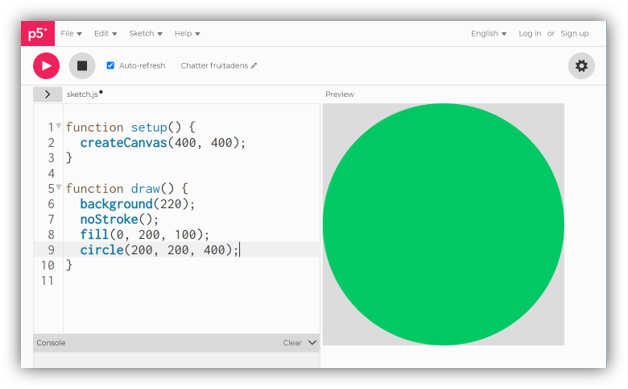 p5* File Edit Sketch Help English Log in or Sign up
Auto-refresh Chatter fruitadens
sketch.js Preview
1 function setup() {
2 createCanvas(400, 400);
3 }
4
5 function draw() {
6 background(220);
7 noStroke();
8 fill(0, 200, 100);
9 circle(200, 200, 400);
10 }
11
Console Clear